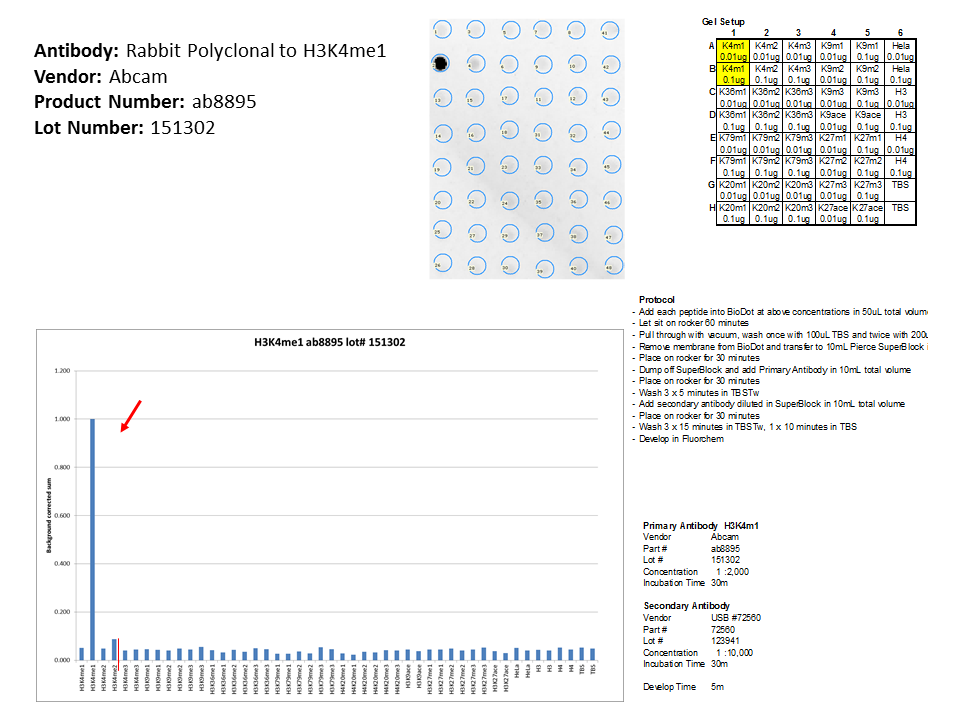 Antibody: Rabbit Polyclonal to H3K4me1
Vendor: Abcam
Product Number: ab8895
Lot Number: 151302
Gel Setup
1 2 3 4 5 6
A K4m1 K4m2 K4m3 K9m1 K9m1 Hela
0.01ug 0.01ug 0.01ug 0.01ug 0.1ug 0.01ug
B K4m1 K4m2 K4m3 K9m2 K9m2 Hela
0.1ug 0.1ug 0.1ug 0.01ug 0.1ug 0.1ug
C K36m1 K36m2 K36m3 K9m3 K9m3 H3
0.01ug 0.01ug 0.01ug 0.01ug 0.1ug 0.01ug
D K36m1 K36m2 K36m3 K9ace K9ace H3
0.1ug 0.1ug 0.1ug 0.01ug 0.1ug 0.1ug
E K79m1 K79m2 K79m3 K27m1 K27m1 H4
0.01ug 0.01ug 0.01ug 0.01ug 0.1ug 0.01ug
F K79m1 K79m2 K79m3 K27m2 K27m2 H4
0.1ug 0.1ug 0.1ug 0.01ug 0.1ug 0.1ug
G K20m1 K20m2 K20m3 K27m3 K27m3 TBS
0.01ug 0.01ug 0.01ug 0.01ug 0.1ug
H K20m1 K20m2 K20m3 K27ace K27ace TBS
0.1ug 0.1ug 0.1ug 0.01ug 0.1ug
Protocol
- Add each peptide into BioDot at above concentrations in 50uL total volum
- Let sit on rocker 60 minutes
- Pull through with vacuum, wash once with 100uL TBS and twice with 200u
- Remove membrane from BioDot and transfer to 10mL Pierce SuperBlock i
- Place on rocker for 30 minutes
- Dump off SuperBlock and add Primary Antibody in 10mL total volume
- Place on rocker for 30 minutes
- Wash 3 x 5 minutes in TBSTw
- Add secondary antibody diluted in SuperBlock in 10mL total volume
- Place on rocker for 30 minutes
- Wash 3 x 15 minutes in TBSTw, 1 x 10 minutes in TBS
- Develop in Fluorchem
H3K4me1 ab8895 lot# 151302
Background corrected sum
1.200
1.000
0.800
0.600
0.400
0.200
0.000
H3K4me1
H3K4me1
H3K4me2
H3K4me2
H3K4me3
H3K4me3
H3K9me1
H3K9me1
H3K9me2
H3K9me2
H3K9me3
H3K9me3
H3K36me1
H3K36me1
H3K36me2
H3K36me2
H3K36me3
H3K36me3
H3K79me1
H3K79me1
H3K79me2
H3K79me2
H3K79me3
H3K79me3
H4K20me1
H4K20me1
H4K20me2
H4K20me2
H4K20me3
H4K20me3
H3K9ace
H3K9ace
H3K27me1
H3K27me1
H3K27me2
H3K27me2
H3K27me3
H3K27me3
H3K27ace
H3K27ace
HeLa
HeLa
H3
H3
H4
H4
TBS
TBS
Primary Antibody H3K4m1
Vendor Abcam
Part # ab8895
Lot # 151302
Concentration 1 :2,000
Incubation Time 30m
Secondary Antibody
Vendor USB #72560
Part # 72560
Lot # 123941
Concentration 1 :10,000
Incubation Time 30m
Develop Time 5m